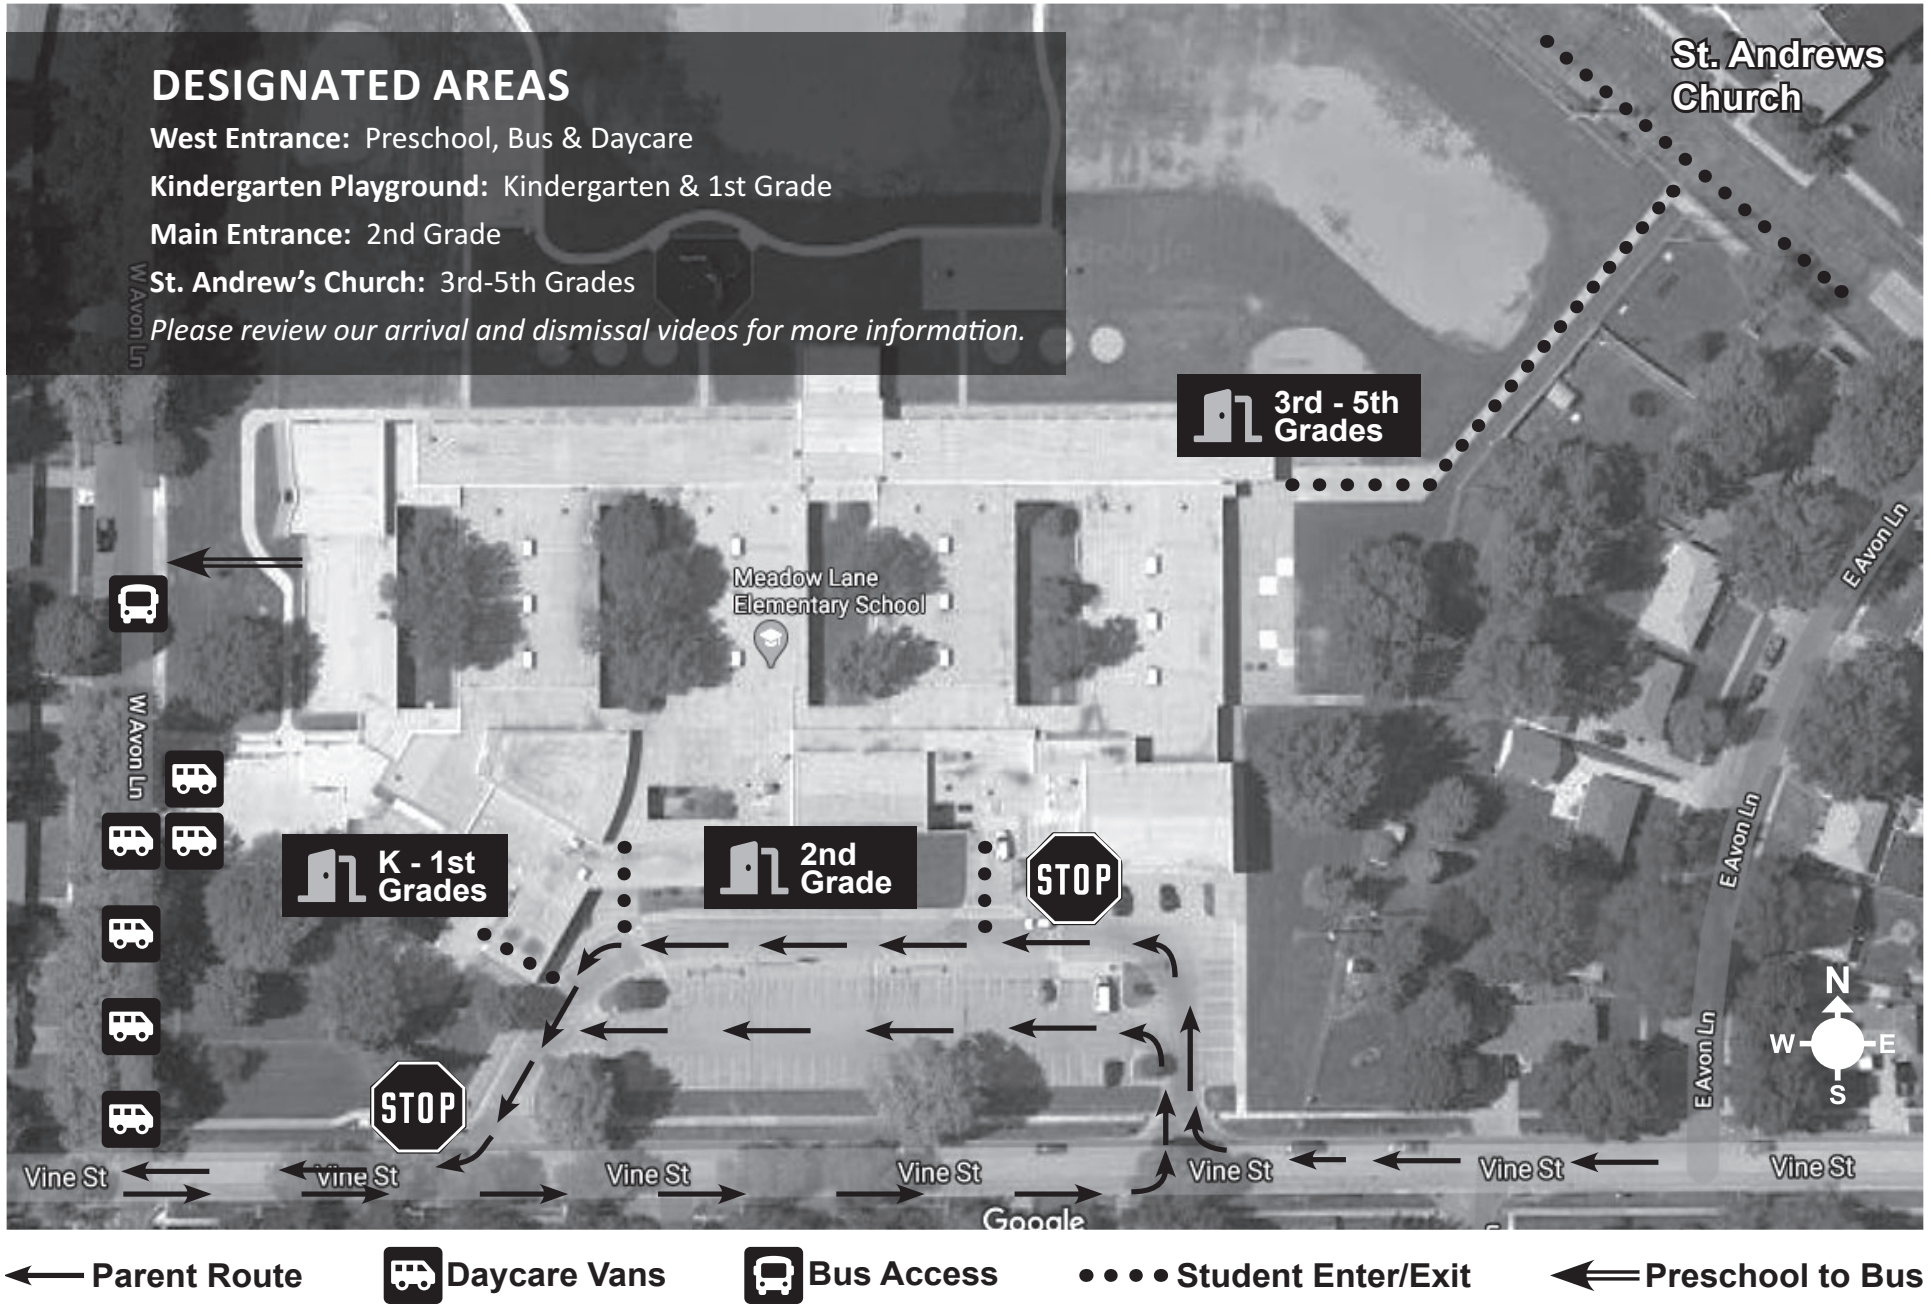 DESIGNATED AREAS
West Entrance: Preschool, Bus & Daycare
Kindergarten Playground: Kindergarten & 1st Grade
Main Entrance: 2nd Grade
St. Andrew's Church: 3rd-5th Grades
Please review our arrival and dismissal videos for more information.
St. Andrews
Church
W Avon Ln
3rd - 5th
Grades
E Avon Ln
Meadow Lane
Elementary School
W Avon Ln
E Avon Ln
K - 1st
Grades
2nd
Grade
STOP
N
W
E
S
E Avon Ln
STOP
Vine St
Vine St
Vine St
Vine St
Vine St
Vine St
Vine St
Google
Parent Route
Daycare Vans
Bus Access
Student Enter/Exit
Preschool to Bus